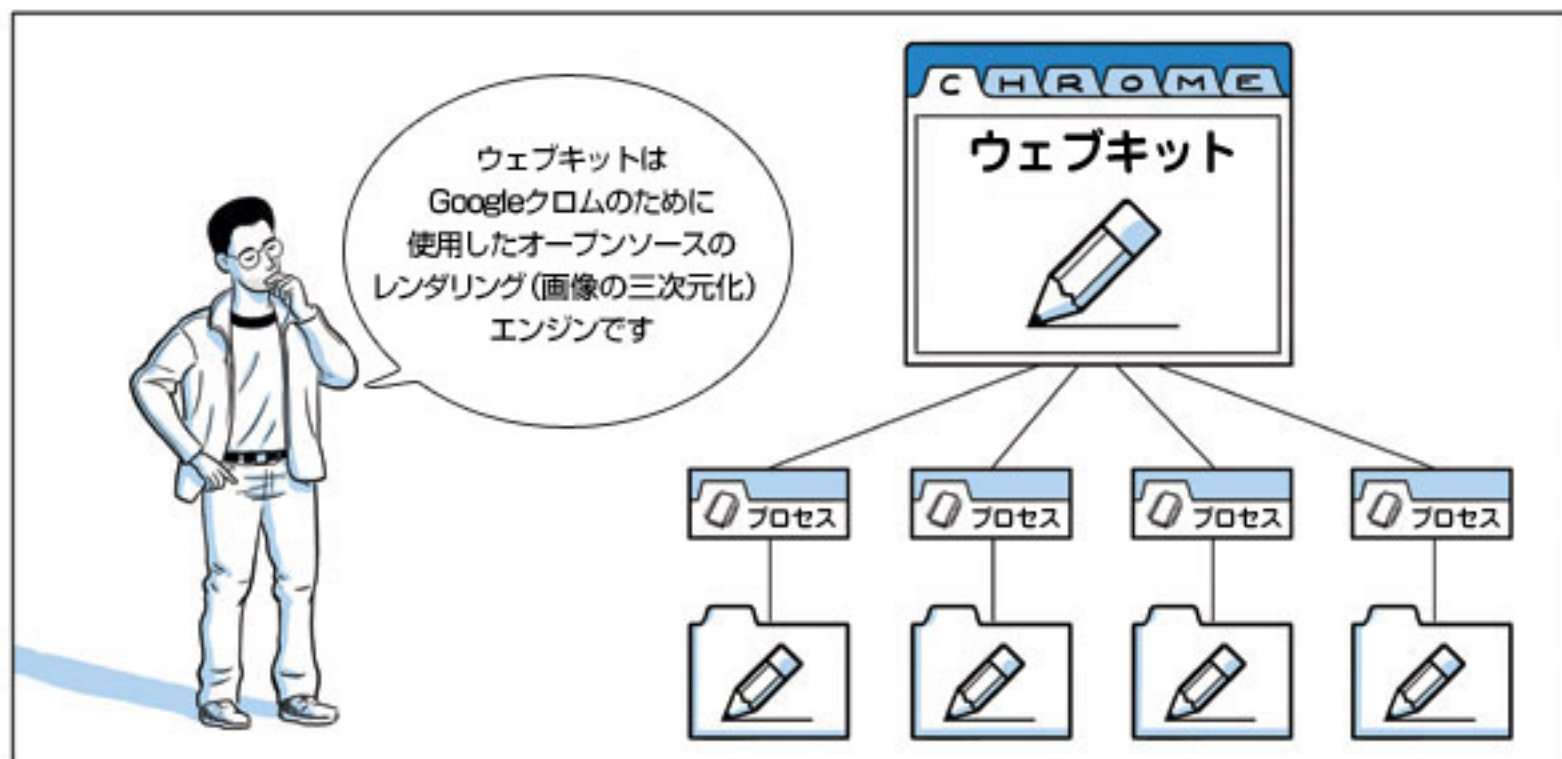 ウェブキットは
Googleクロムのために
使用したオープンソースの
レンダリング(画像の三次元化)
エンジンです
CHROME
ウェブキット
プロセス
プロセス
プロセス
プロセス